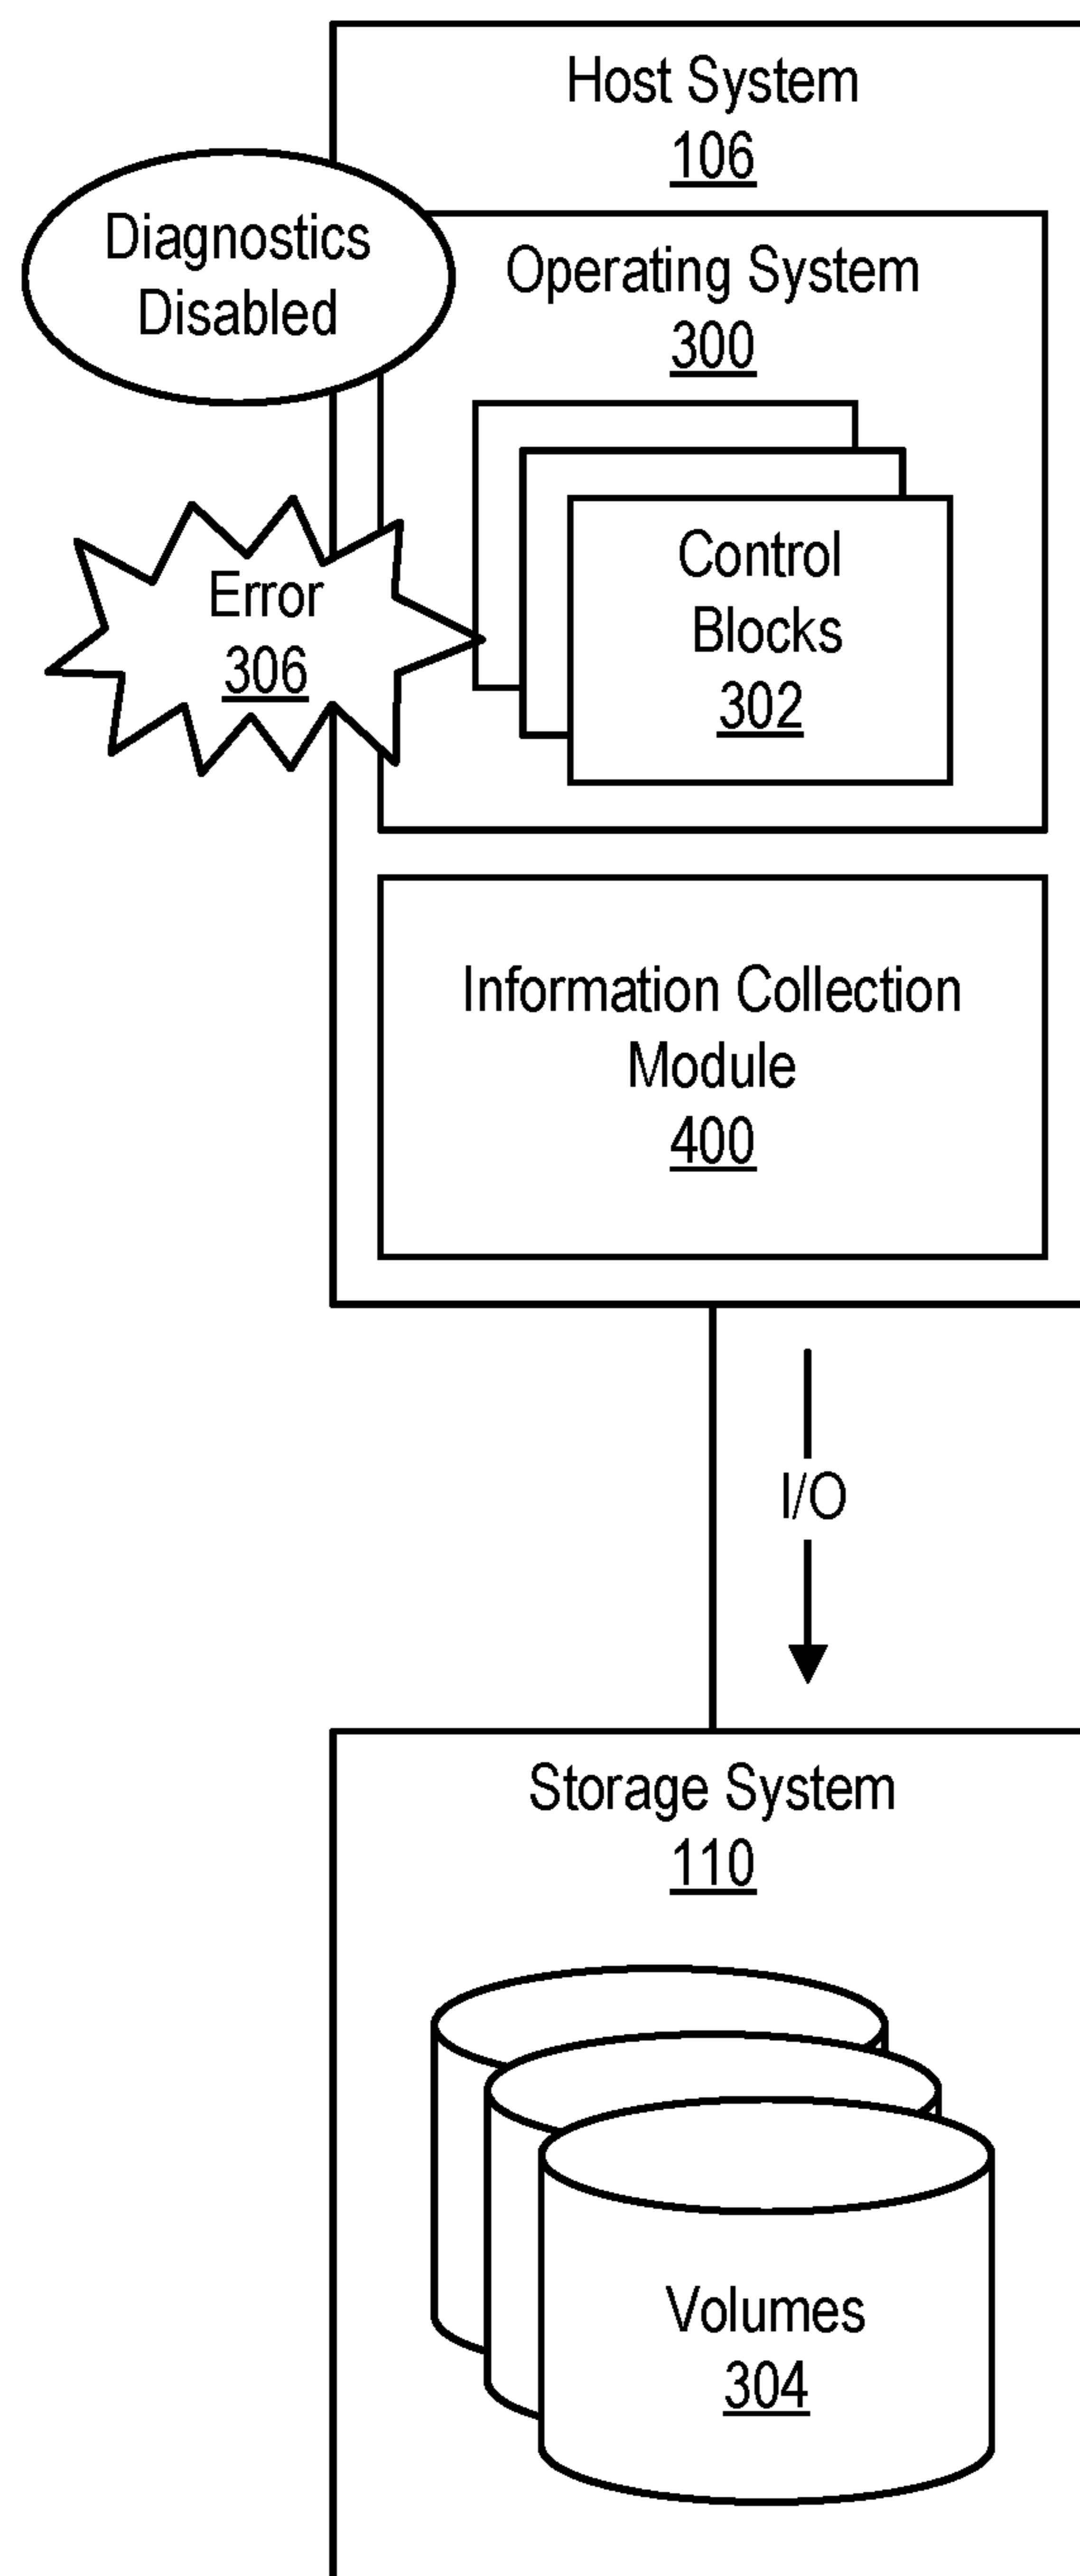 Host System
106
Diagnostics
Disabled
Operating System
300
Control
Blocks
302
Error
306
Information Collection
Module
400
I/O
Storage System
110
Volumes
304